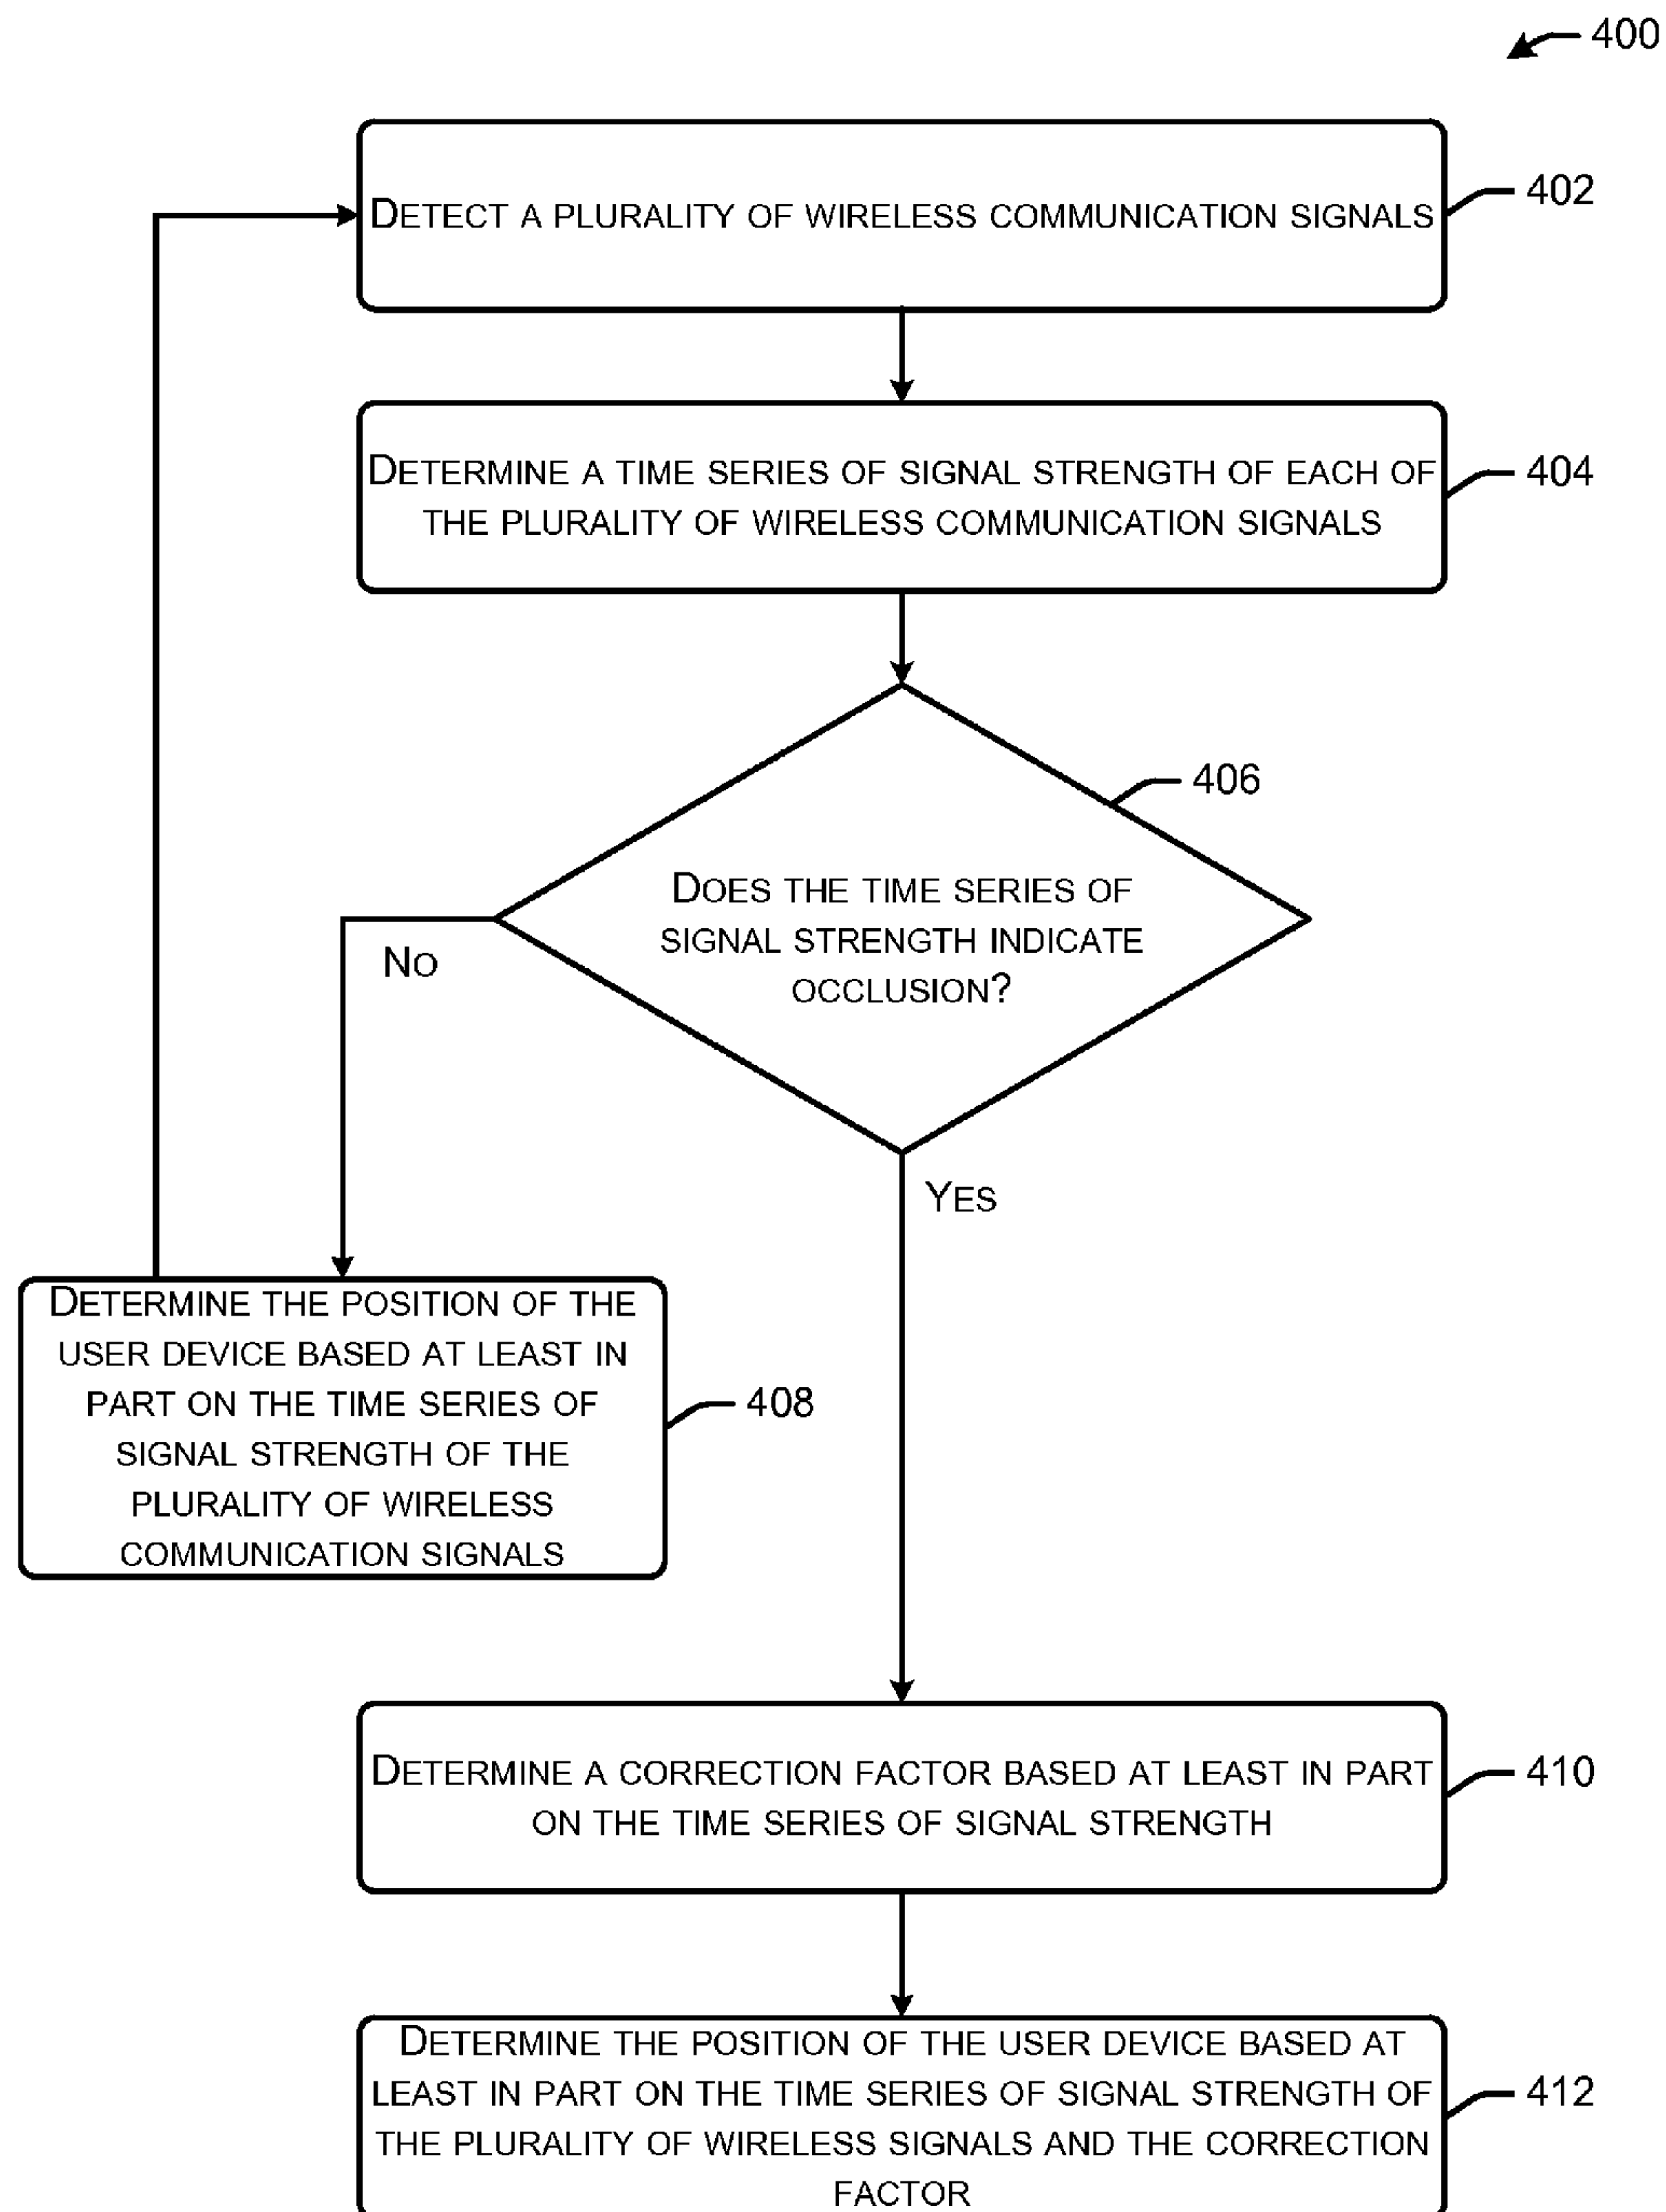 400
DETECT A PLURALITY OF WIRELESS COMMUNICATION SIGNALS
402
DETERMINE A TIME SERIES OF SIGNAL STRENGTH OF EACH OF
THE PLURALITY OF WIRELESS COMMUNICATION SIGNALS
404
406
DOES THE TIME SERIES OF
SIGNAL STRENGTH INDICATE
OCCLUSION?
NO
YES
DETERMINE THE POSITION OF THE
USER DEVICE BASED AT LEAST IN
PART ON THE TIME SERIES OF
SIGNAL STRENGTH OF THE
PLURALITY OF WIRELESS
COMMUNICATION SIGNALS
408
DETERMINE A CORRECTION FACTOR BASED AT LEAST IN PART
ON THE TIME SERIES OF SIGNAL STRENGTH
410
DETERMINE THE POSITION OF THE USER DEVICE BASED AT
LEAST IN PART ON THE TIME SERIES OF SIGNAL STRENGTH OF
THE PLURALITY OF WIRELESS SIGNALS AND THE CORRECTION
FACTOR
412